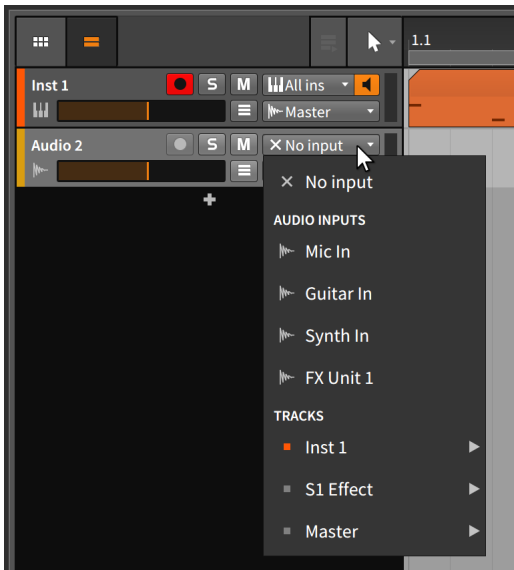 1.1
Inst 1
S
M
All ins
Master
Audio 2
S
M
No input
No input
AUDIO INPUTS
Mic In
Guitar In
Synth In
FX Unit 1
TRACKS
Inst 1
S1 Effect
Master